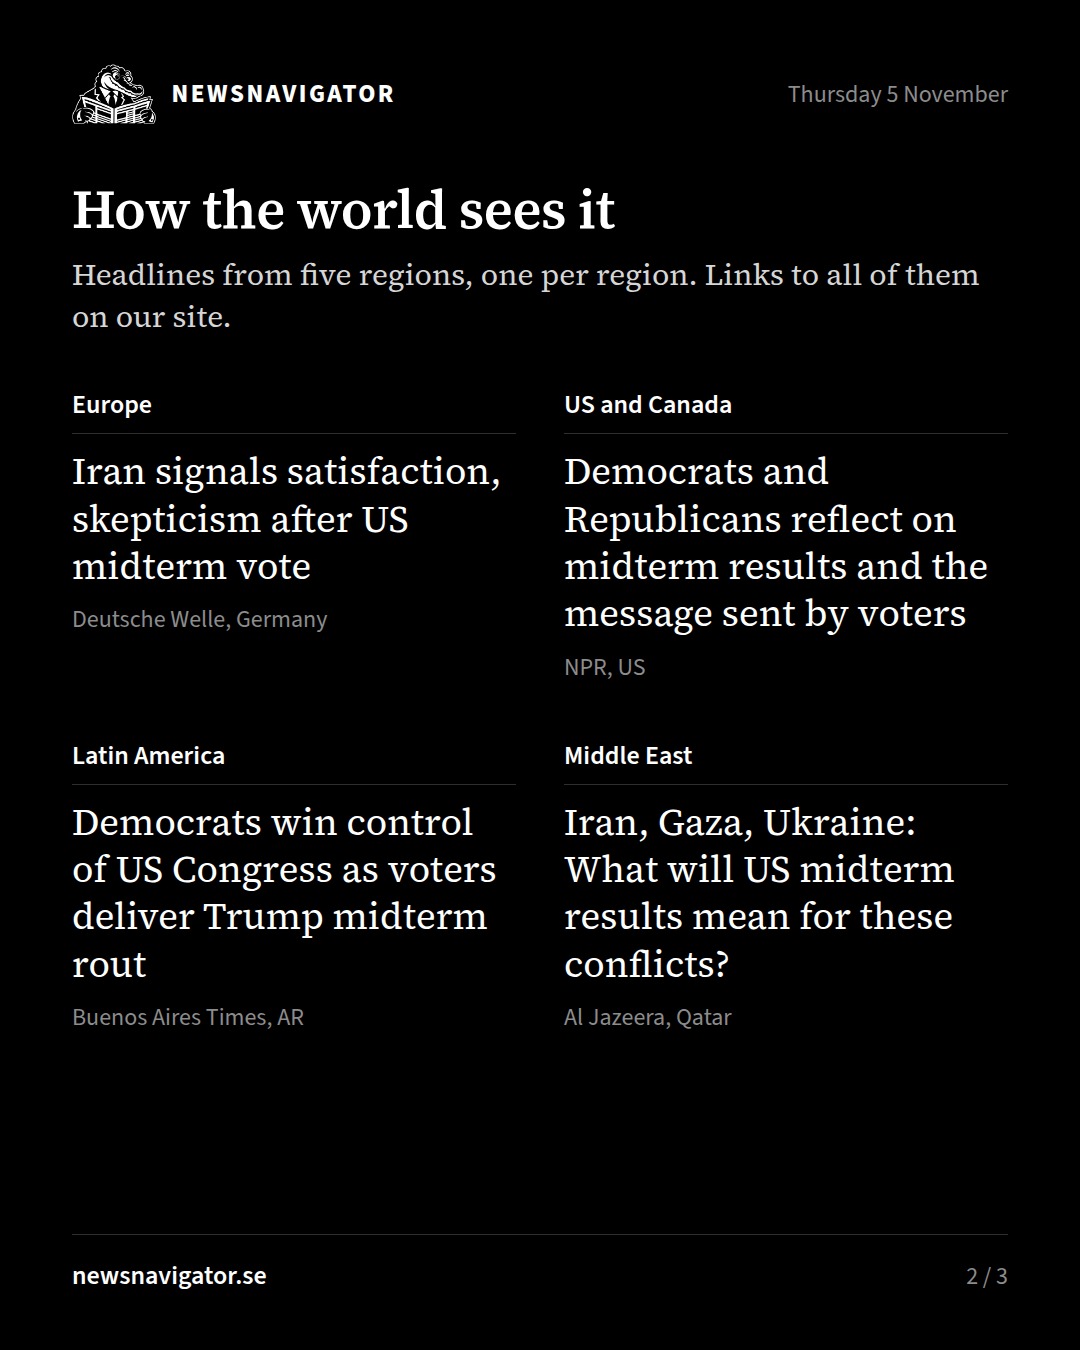 NEWSNAVIGATOR
Thursday 5 November
How the world sees it
Headlines from five regions, one per region. Links to all of them
on our site.
Europe
Iran signals satisfaction,
skepticism after US
midterm vote
Deutsche Welle, Germany
US and Canada
Democrats and
Republicans reflect on
midterm results and the
message sent by voters
NPR, US
Latin America
Democrats win control
of US Congress as voters
deliver Trump midterm
rout
Buenos Aires Times, AR
Middle East
Iran, Gaza, Ukraine:
What will US midterm
results mean for these
conflicts?
Al Jazeera, Qatar
newsnavigator.se
2 / 3